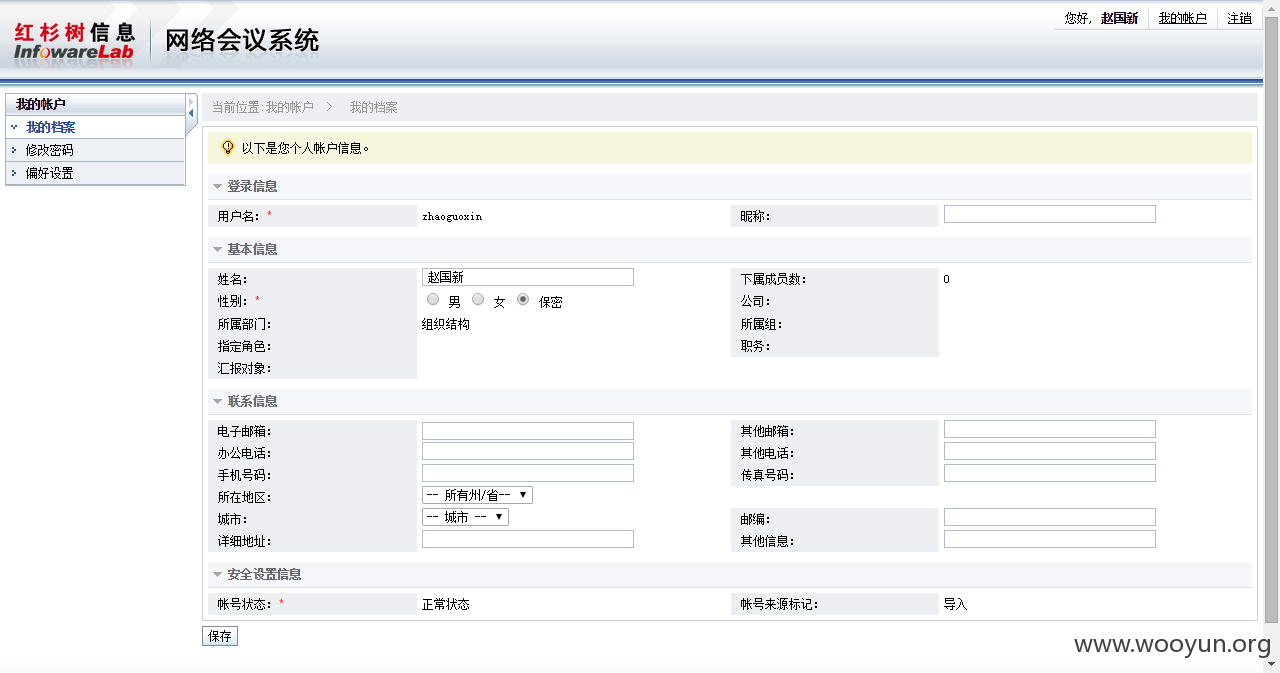 红杉树信息
InfowareLab
网络会议系统
您好, 赵国新 我的帐户 注销
我的帐户
我的档案
修改密码
偏好设置
当前位置:我的帐户 > 我的档案
以下是您个人帐户信息。
登录信息
用户名: * zhaoguoxin 昵称:
基本信息
姓名: 赵国新 下属成员数: 0
性别: * 男 女 保密 公司:
所属部门: 组织结构 所属组:
指定角色: 职务:
汇报对象:
联系信息
电子邮箱: 其他邮箱:
办公电话: 其他电话:
手机号码: 传真号码:
所在地区: -- 所有州/省--
城市: -- 城市 -- 邮编:
详细地址: 其他信息:
安全设置信息
帐号状态: * 正常状态 帐号来源标记: 导入
保存
www.wooyun.org